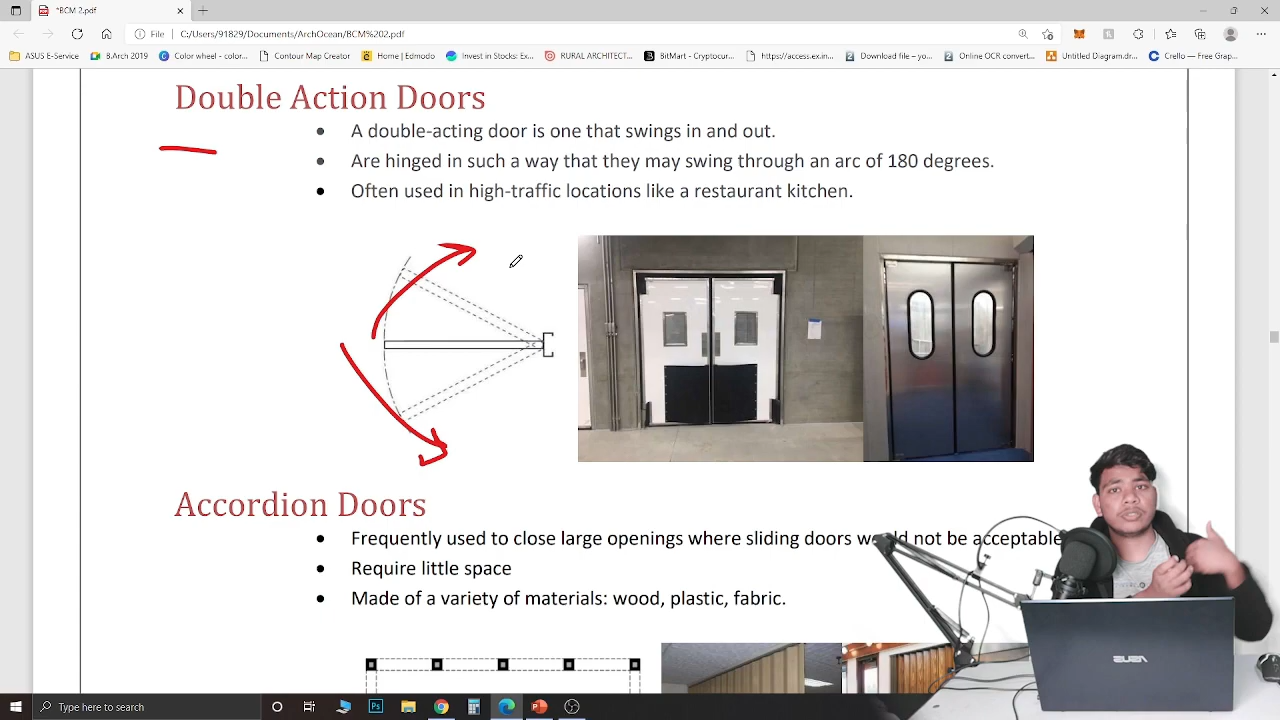 *BCM 2.pdf
File
C:/Users/91829/Documents/ArchOcean/BCM%202.pdf
ASUS E-Service
B.Arch 2019
Color wheel - color...
Contour Map Creator
Home | Edmodo
Invest in Stocks: Ex...
RURAL ARCHITECT...
BitMart - Cryptocur...
https://access.ex.in...
Document file – yo...
Online OCR convert...
Untitled Diagram.dr...
Crello — Free Grap...
Double Action Doors
• A double-acting door is one that swings in and out.
• Are hinged in such a way that they may swing through an arc of 180 degrees.
• Often used in high-traffic locations like a restaurant kitchen.
Accordion Doors
• Frequently used to close large openings where sliding doors would not be acceptable
• Require little space
• Made of a variety of materials: wood, plastic, fabric.
ASUS
Type here to search